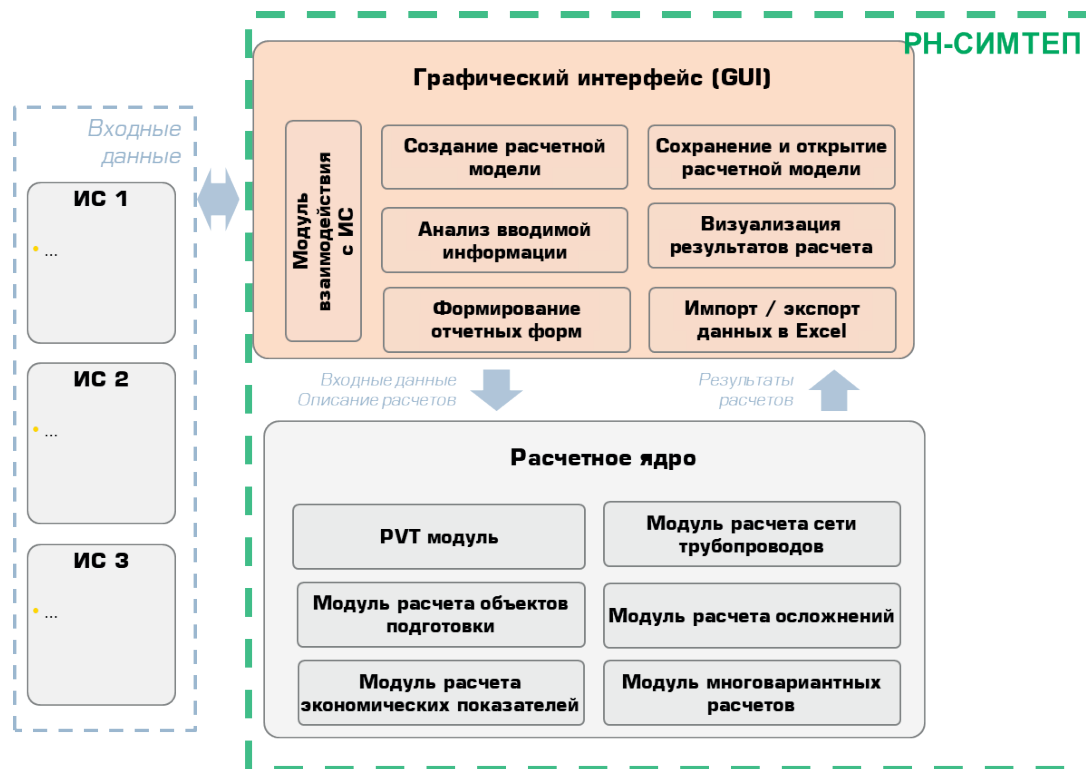 РН-СИМТЕП
Графический интерфейс (GUI)
Входные
данные
Модуль
взаимодействия
с ИС
Создание расчетной
модели
Сохранение и открытие
расчетной модели
Анализ вводимой
информации
Визуализация
результатов расчета
Формирование
отчетных форм
Импорт / экспорт
данных в Excel
ИС 1
...
ИС 2
...
ИС 3
...
Входные данные
Описание расчетов
Результаты
расчетов
Расчетное ядро
PVT модуль
Модуль расчета сети
трубопроводов
Модуль расчета объектов
подготовки
Модуль расчета осложнений
Модуль расчета
экономических показателей
Модуль многовариантных
расчетов